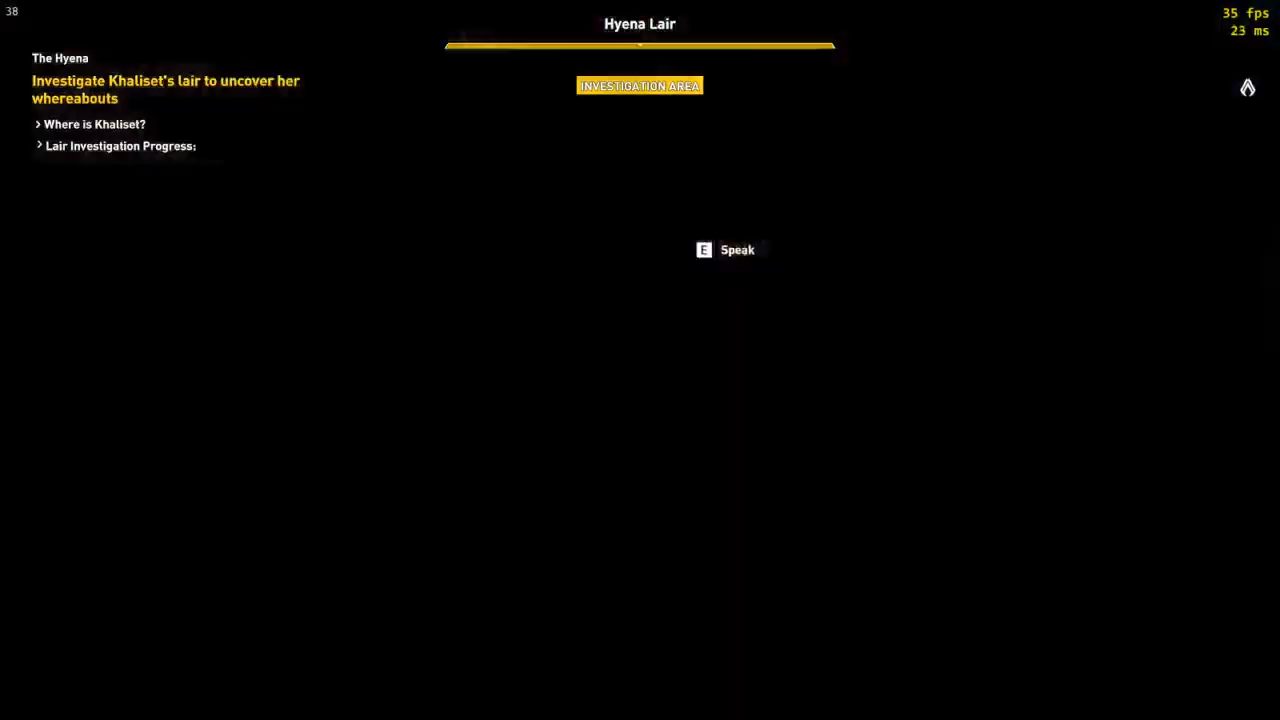 38
Hyena Lair
35 fps
23 ms
The Hyena
Investigate Khaliset's lair to uncover her
whereabouts
INVESTIGATION AREA
> Where is Khaliset?
> Lair Investigation Progress:
E Speak